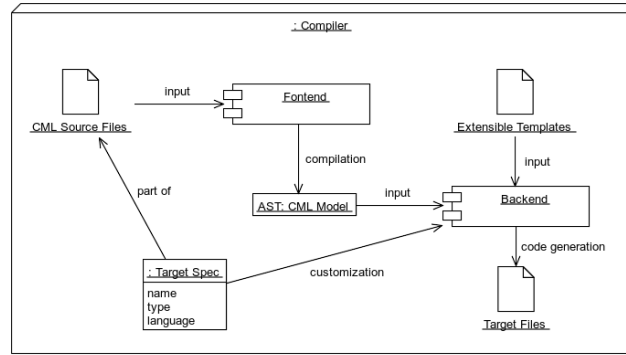 : Compiler
input
Fontend
CML Source Files
Extensible Templates
compilation
input
part of
AST: CML Model
input
Backend
: Target Spec
customization
code generation
name
type
language
Target Files